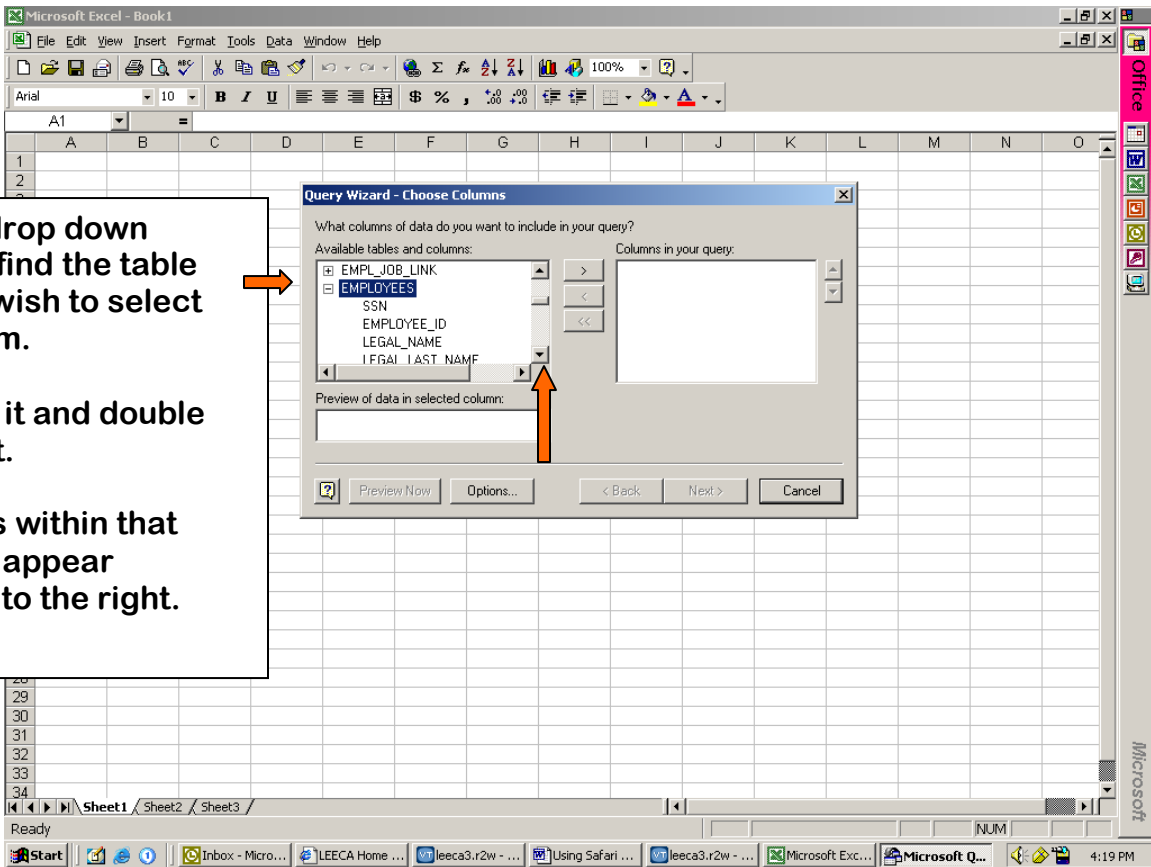 Microsoft Excel - Book1
File Edit View Insert Format Tools Data Window Help
100%
Arial 10 B I U $ % , A
A1 =
A B C D E F G H I J K L M N O
1
2
Query Wizard - Choose Columns
What columns of data do you want to include in your query?
Available tables and columns:
Columns in your query:
EMPL_JOB_LINK
EMPLOYEES
SSN
EMPLOYEE_ID
LEGAL_NAME
LEGAL_LAST_NAME
>
<
<<
Preview of data in selected column:
Preview Now
Options...
< Back
Next >
Cancel
drop down
find the table
wish to select
m.
it and double
t.
s within that
appear
to the right.
29
30
31
32
33
34
Sheet1 Sheet2 Sheet3
Ready
NUM
Start
Inbox - Micro...
LEECA Home ...
leeca3.r2w - ...
Using Safari ...
leeca3.r2w - ...
Microsoft Exc...
Microsoft Q...
4:19 PM
Office
Microsoft